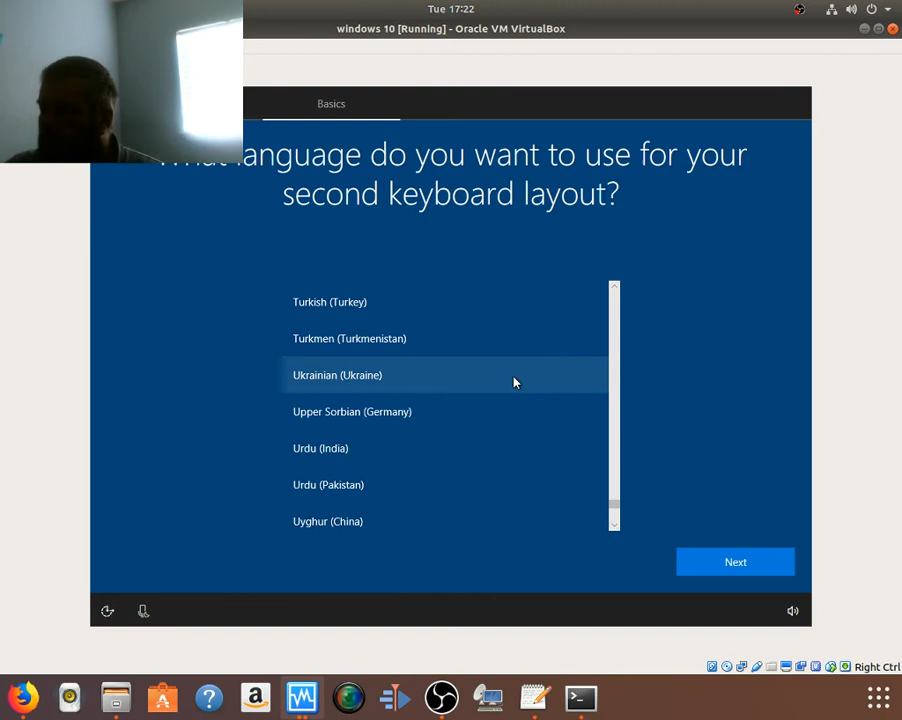 Tue 17:22
windows 10 [Running] - Oracle VM VirtualBox
Basics
What language do you want to use for your
second keyboard layout?
Turkish (Turkey)
Turkmen (Turkmenistan)
Ukrainian (Ukraine)
Upper Sorbian (Germany)
Urdu (India)
Urdu (Pakistan)
Uyghur (China)
Next
Right Ctrl